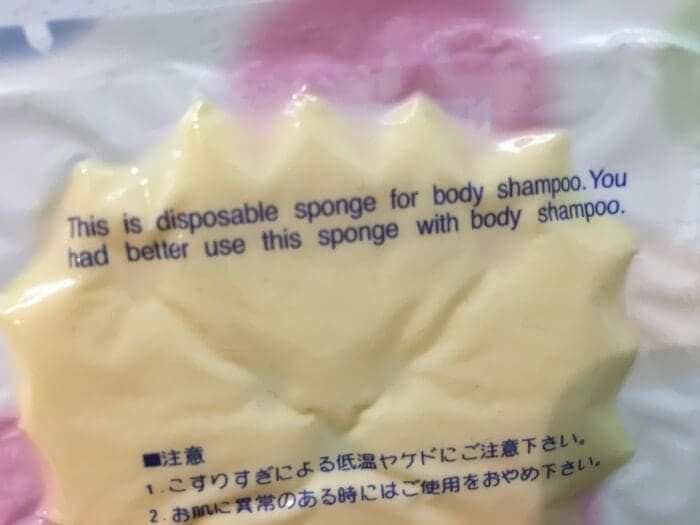 This is disposable sponge for body shampoo. You
had better use this sponge with body shampoo.
■注意
1. こすりすぎによる低温ヤケドにご注意下さい。
2. お肌に異常のある時にはご使用をおやめ下さい。